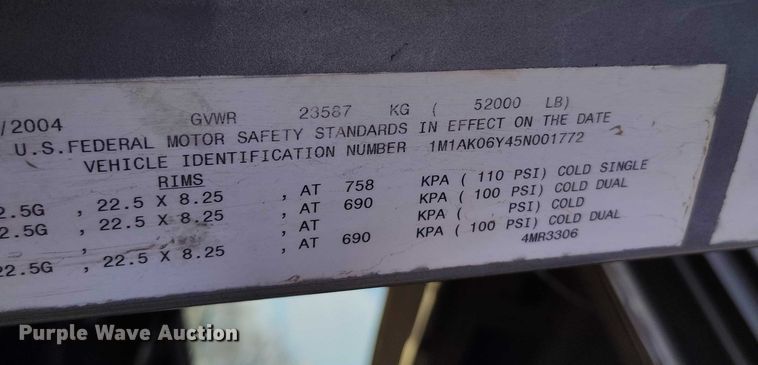 /2004 GVWR 23587 KG ( 52000 LB)
U.S.FEDERAL MOTOR SAFETY STANDARDS IN EFFECT ON THE DATE
VEHICLE IDENTIFICATION NUMBER 1M1AK06Y45N001772
RIMS
2.5G , 22.5 X 8.25 , AT 758 KPA ( 110 PSI) COLD SINGLE
2.5G , 22.5 X 8.25 , AT 690 KPA ( 100 PSI) COLD DUAL
, , AT KPA ( PSI) COLD
22.5G , 22.5 X 8.25 , AT 690 KPA ( 100 PSI) COLD DUAL
4MR3306
Purple Wave Auction